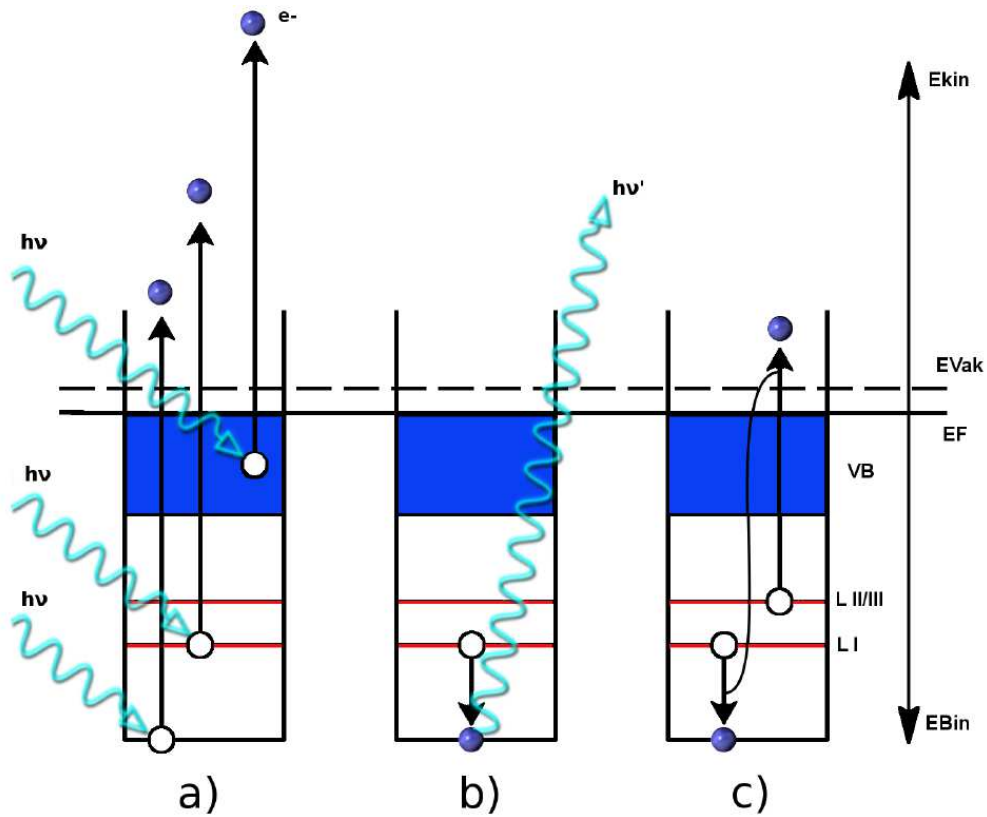 e-
Ekin
hν'
hν
EVak
EF
VB
hν
hν
L II/III
L I
EBin
a)
b)
c)